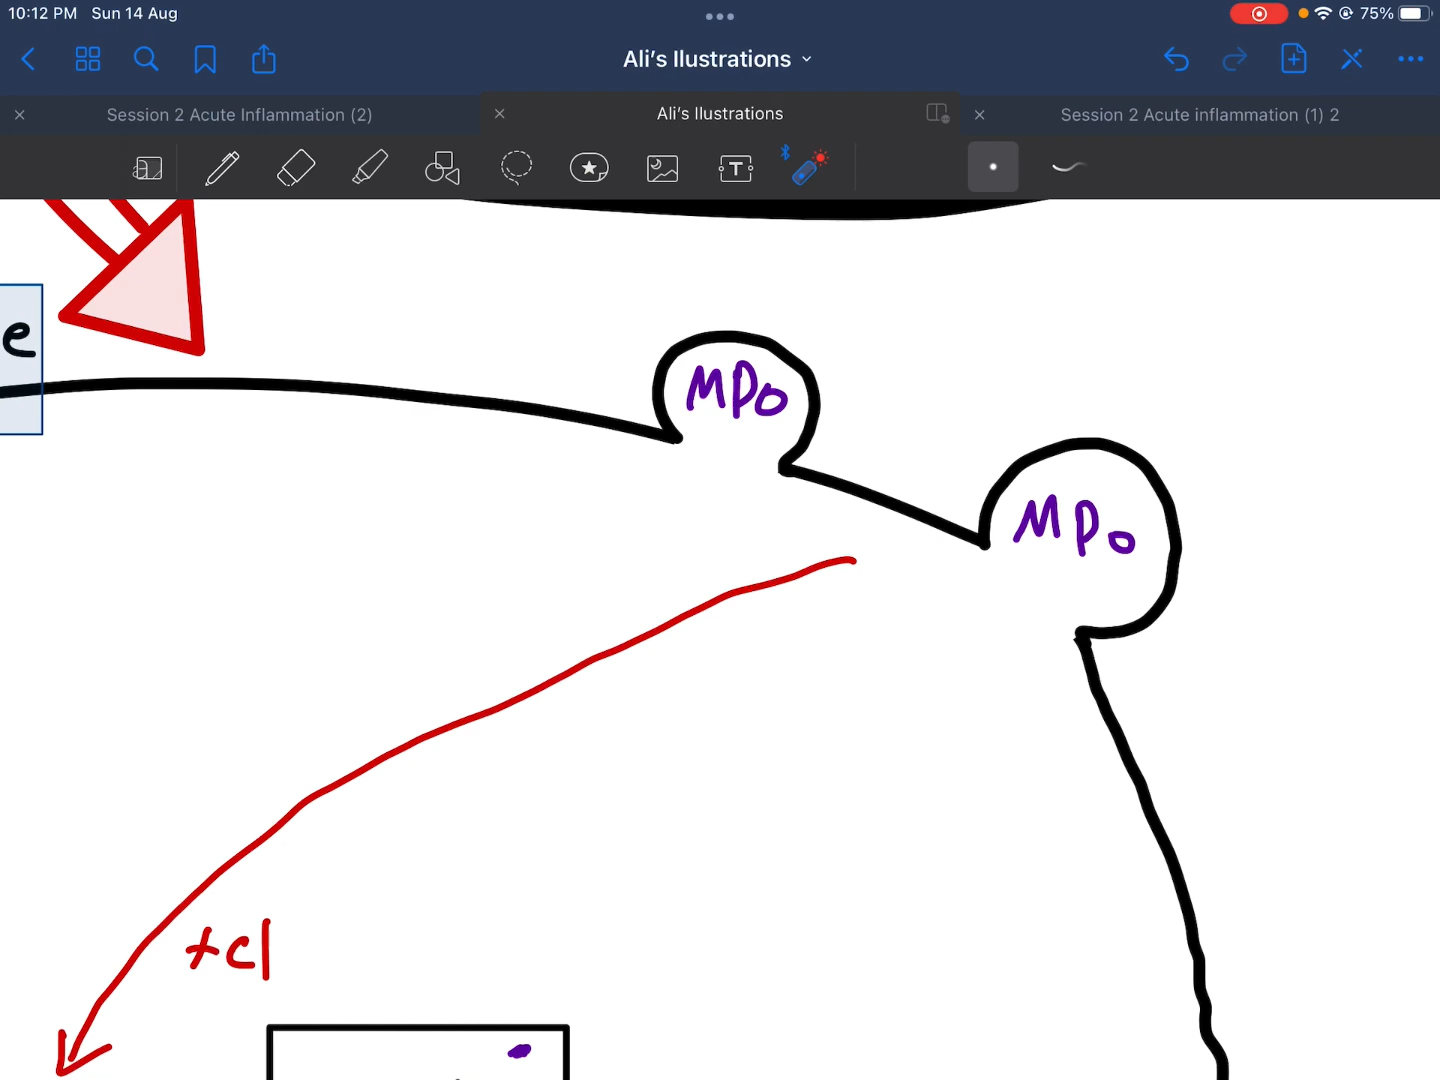 10:12 PM Sun 14 Aug 75%
Ali's Ilustrations
Session 2 Acute Inflammation (2)
Ali's Ilustrations
Session 2 Acute inflammation (1) 2
e
MPo
MPo
+cl